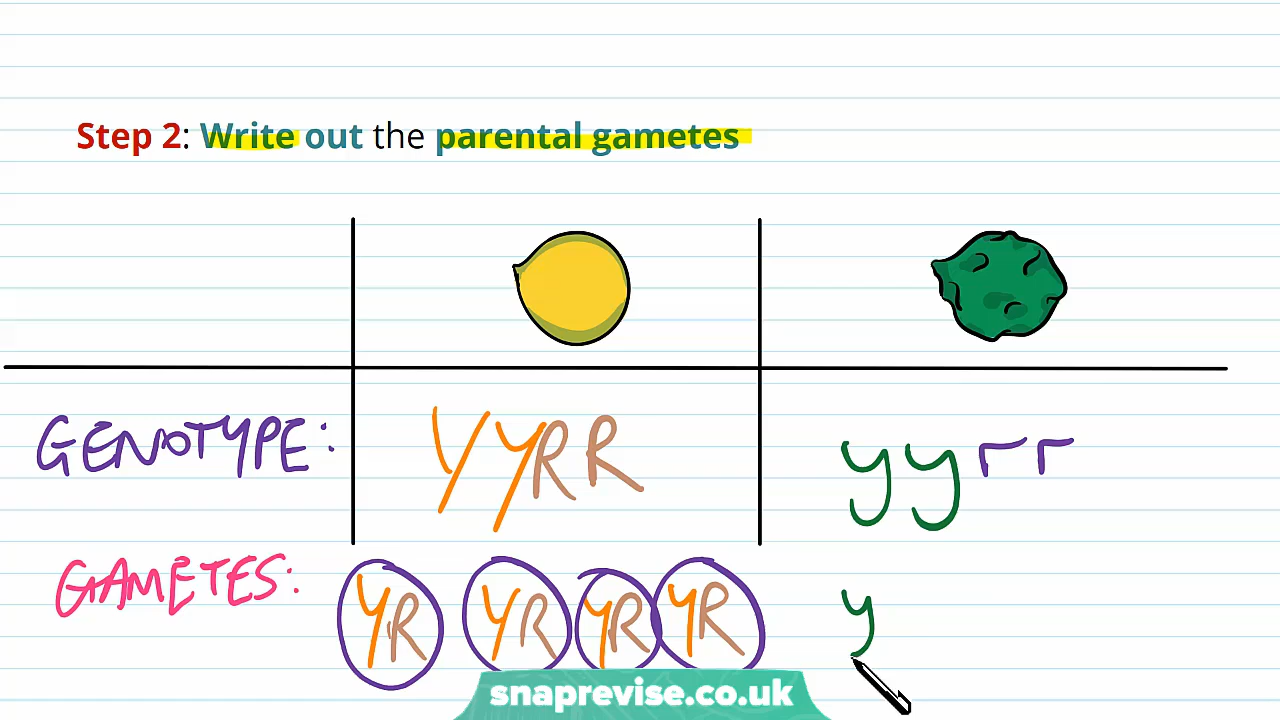 Step 2: Write out the parental gametes
GENOTYPE: YYRR yyrr
GAMETES: YR YR YR YR y
snaprevise.co.uk